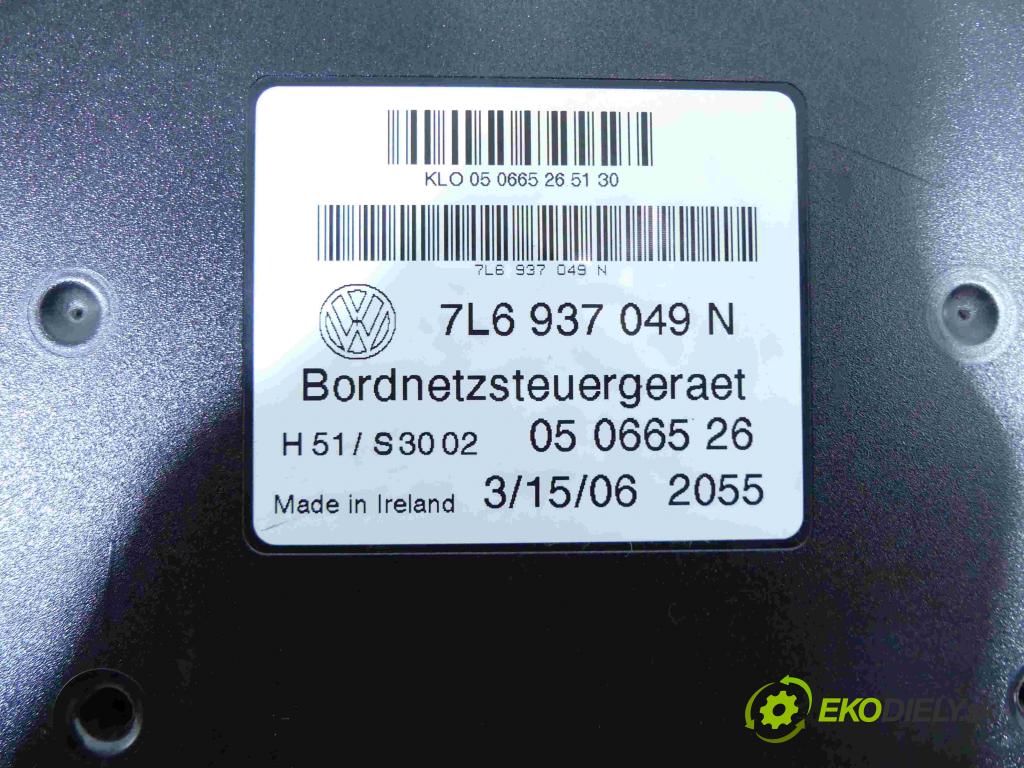 KLO 05 0665 26 51 30
7L6 937 049 N
7L6 937 049 N
Bordnetzsteuergeraet
H 51 / S 30 02 05 0665 26
Made in Ireland 3/15/06 2055
EKODIELY